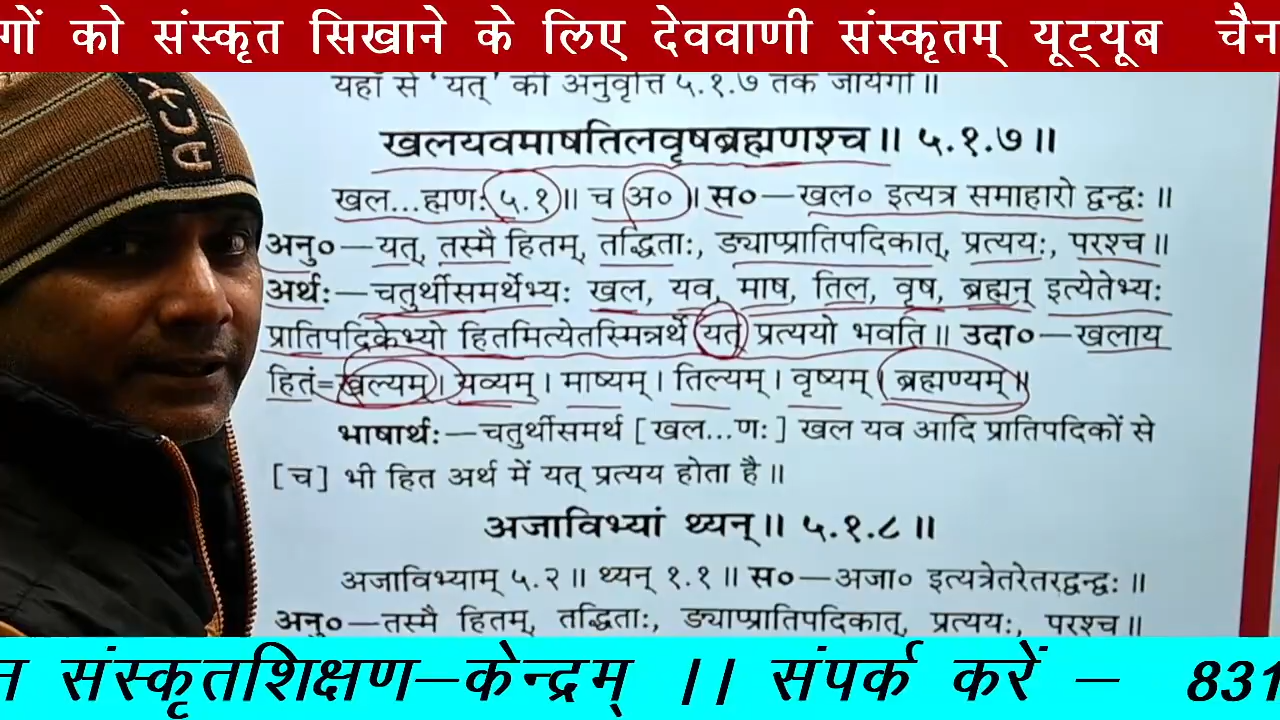 गों को संस्कृत सिखाने के लिए देववाणी संस्कृतम् यूट्यूब चैन
यहाँ से 'यत्' की अनुवृत्ति ५.१.७ तक जायेगी॥
खलयवमाषतिलवृषब्रह्मणश्च॥ ५.१.७॥
खल...ह्मणः ५.१॥ च अ०॥ स०—खल० इत्यत्र समाहारो द्वन्द्वः॥
अनु०—यत्, तस्मै हितम्, तद्धिताः, ङ्याप्प्रातिपदिकात्, प्रत्ययः, परश्च॥
अर्थः—चतुर्थीसमर्थेभ्यः खल, यव, माष, तिल, वृष, ब्रह्मन् इत्येतेभ्यः
प्रातिपदिकेभ्यो हितमित्येतस्मिन्नर्थे यत् प्रत्ययो भवति॥ उदा०—खलाय
हितं=खल्यम्। यव्यम्। माष्यम्। तिल्यम्। वृष्यम्। ब्रह्मण्यम्॥
भाषार्थः—चतुर्थीसमर्थ [खल...णः] खल यव आदि प्रातिपदिकों से
[च] भी हित अर्थ में यत् प्रत्यय होता है॥
अजाविभ्यां थ्यन्॥ ५.१.८॥
अजाविभ्याम् ५.२॥ थ्यन् १.१॥ स०—अजा० इत्यत्रेतरेतरद्वन्द्वः॥
अनु०—तस्मै हितम्, तद्धिताः, ङ्याप्प्रातिपदिकात्, प्रत्ययः, परश्च॥
न संस्कृतशिक्षण–केन्द्रम् || संपर्क करें – 831